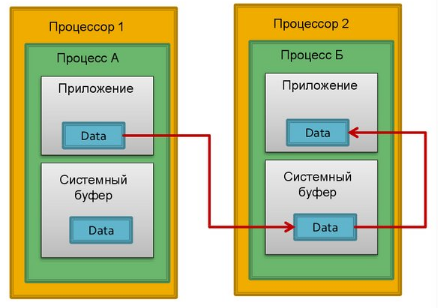 Процессор 1
Процесс А
Приложение
Data
Системный
буфер
Data
Процессор 2
Процесс Б
Приложение
Data
Системный
буфер
Data